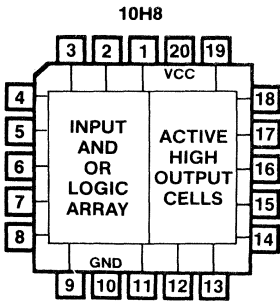 10H8
3 2 1 20 19
VCC
4 18
5 17
6 16
7 15
8 14
INPUT
AND
OR
LOGIC
ARRAY
ACTIVE
HIGH
OUTPUT
CELLS
GND
9 10 11 12 13